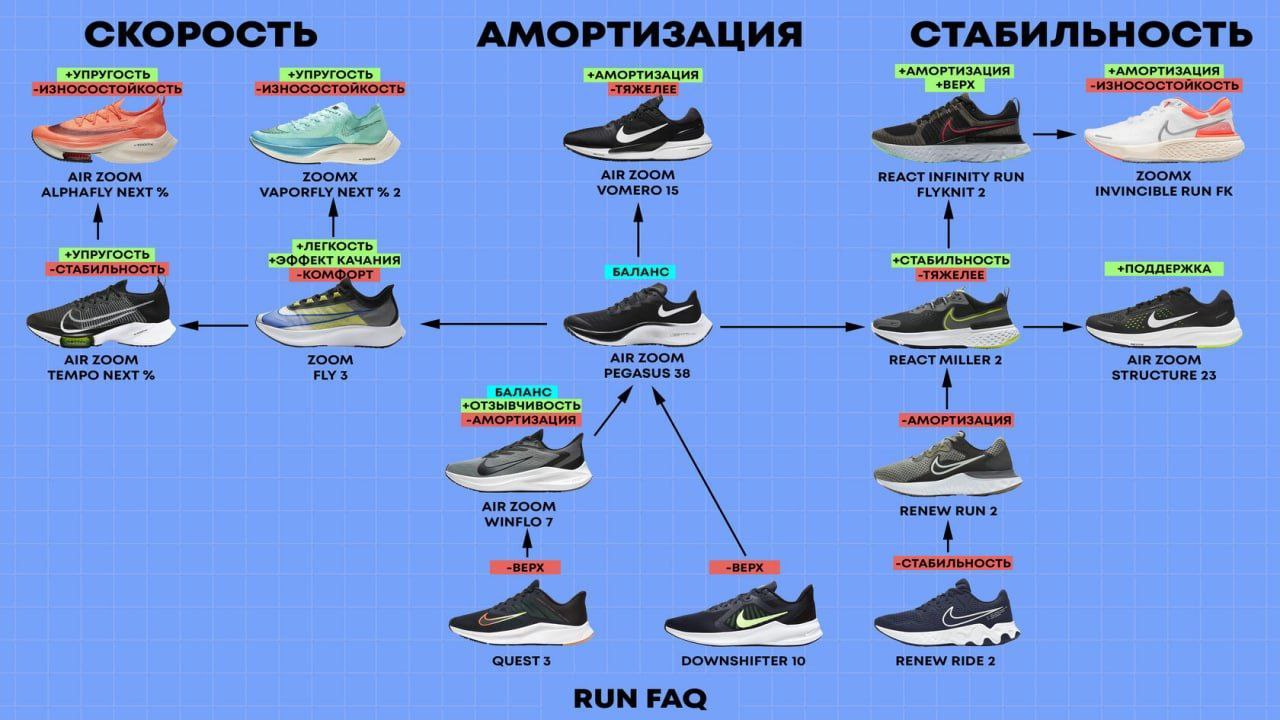 СКОРОСТЬ
АМОРТИЗАЦИЯ
СТАБИЛЬНОСТЬ
+УПРУГОСТЬ
-ИЗНОСОСТОЙКОСТЬ
AIR ZOOM
ALPHAFLY NEXT %
+УПРУГОСТЬ
-ИЗНОСОСТОЙКОСТЬ
ZOOMX
VAPORFLY NEXT % 2
+АМОРТИЗАЦИЯ
-ТЯЖЕЛЕЕ
AIR ZOOM
VOMERO 15
+АМОРТИЗАЦИЯ
+ВЕРХ
REACT INFINITY RUN
FLYKNIT 2
+АМОРТИЗАЦИЯ
-ИЗНОСОСТОЙКОСТЬ
ZOOMX
INVINCIBLE RUN FK
+УПРУГОСТЬ
-СТАБИЛЬНОСТЬ
AIR ZOOM
TEMPO NEXT %
+ЛЕГКОСТЬ
+ЭФФЕКТ КАЧАНИЯ
-КОМФОРТ
ZOOM
FLY 3
БАЛАНС
AIR ZOOM
PEGASUS 38
+СТАБИЛЬНОСТЬ
-ТЯЖЕЛЕЕ
REACT MILLER 2
+ПОДДЕРЖКА
AIR ZOOM
STRUCTURE 23
БАЛАНС
+ОТЗЫВЧИВОСТЬ
-АМОРТИЗАЦИЯ
AIR ZOOM
WINFLO 7
-АМОРТИЗАЦИЯ
RENEW RUN 2
-ВЕРХ
QUEST 3
-ВЕРХ
DOWNSHIFTER 10
-СТАБИЛЬНОСТЬ
RENEW RIDE 2
RUN FAQ